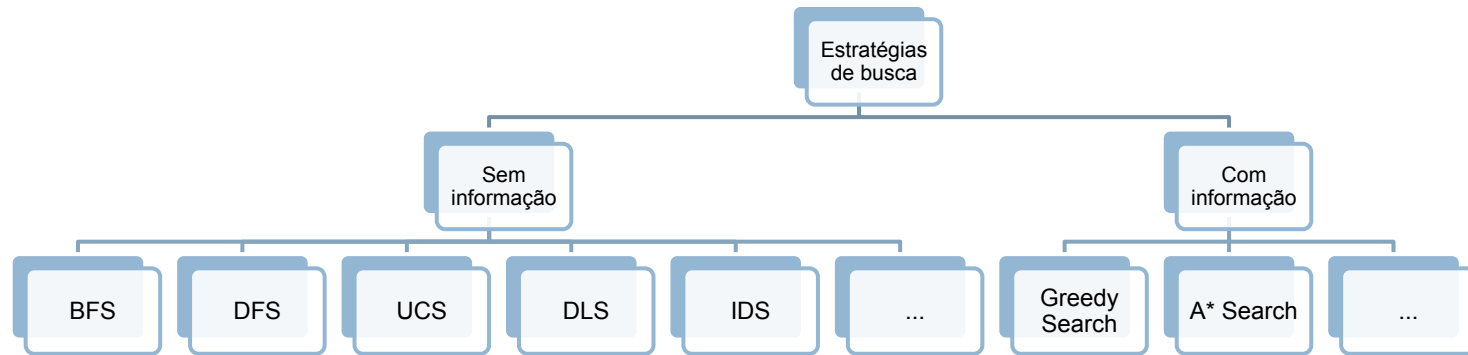 Estratégias
de busca
Sem
informação
Com
informação
BFS
DFS
UCS
DLS
IDS
...
Greedy
Search
A* Search
...